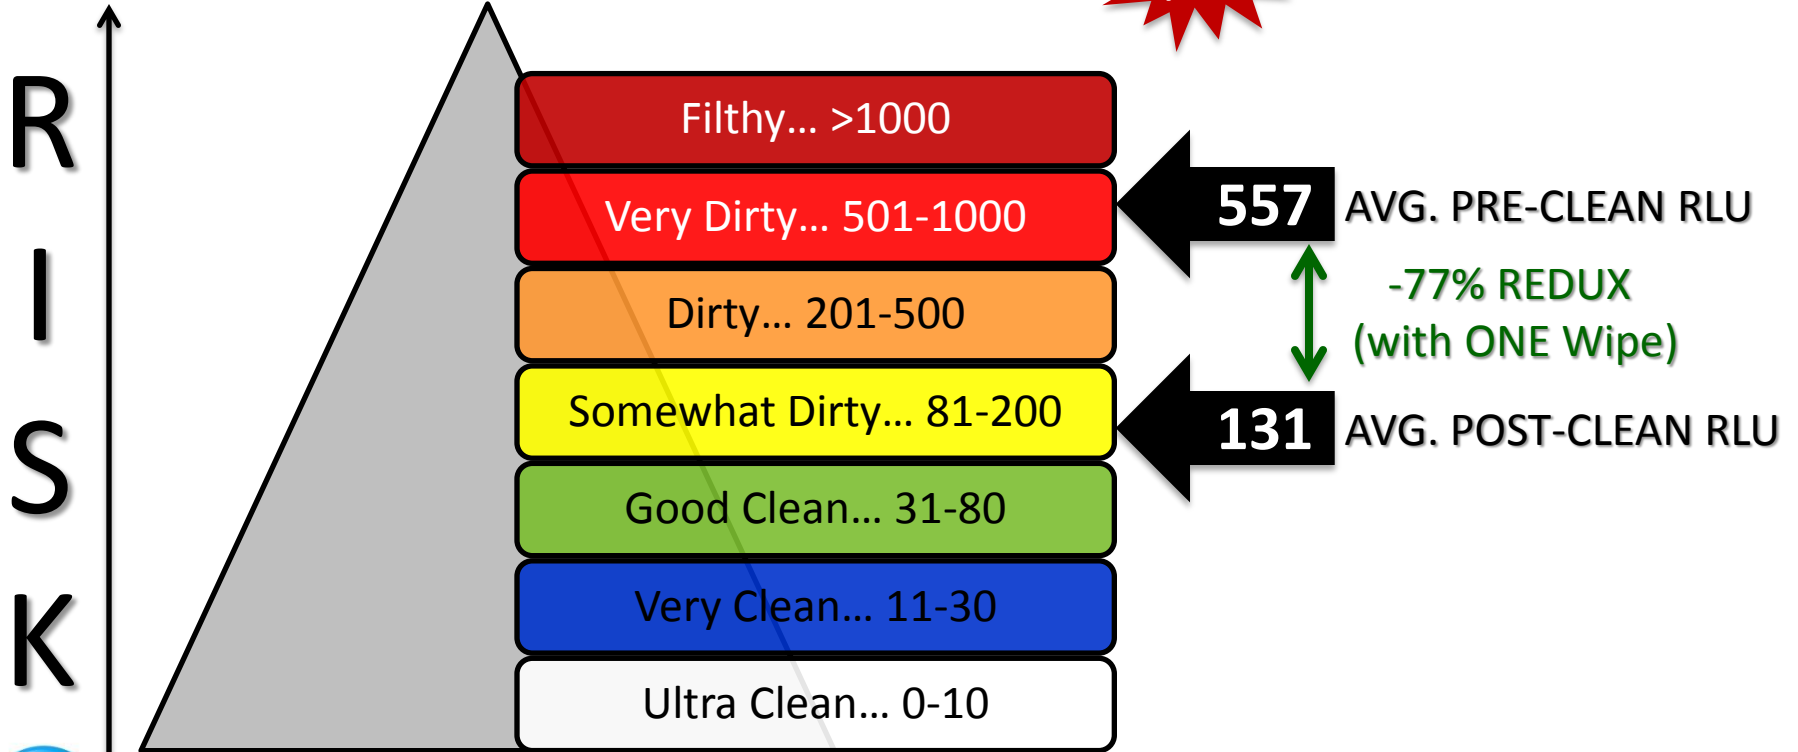 RISK
Filthy… >1000
Very Dirty… 501-1000
557 AVG. PRE-CLEAN RLU
-77% REDUX
(with ONE Wipe)
Dirty… 201-500
Somewhat Dirty… 81-200
131 AVG. POST-CLEAN RLU
Good Clean… 31-80
Very Clean… 11-30
Ultra Clean… 0-10